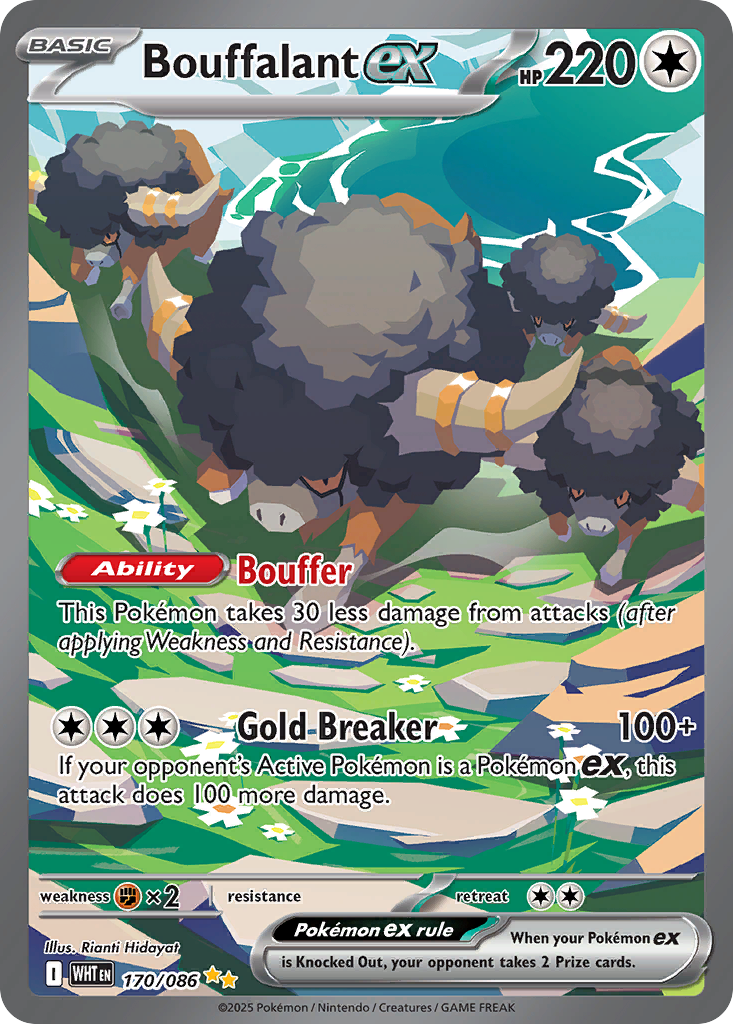 BASIC
Bouffalant ex HP 220
Ability Bouffer
This Pokémon takes 30 less damage from attacks (after
applying Weakness and Resistance).
Gold Breaker 100+
If your opponent's Active Pokémon is a Pokémon ex, this
attack does 100 more damage.
weakness ×2 resistance retreat
Illus. Rianti Hidayat
Pokémon ex rule When your Pokémon ex
is Knocked Out, your opponent takes 2 Prize cards.
I WHT EN 170/086
©2025 Pokémon / Nintendo / Creatures / GAME FREAK